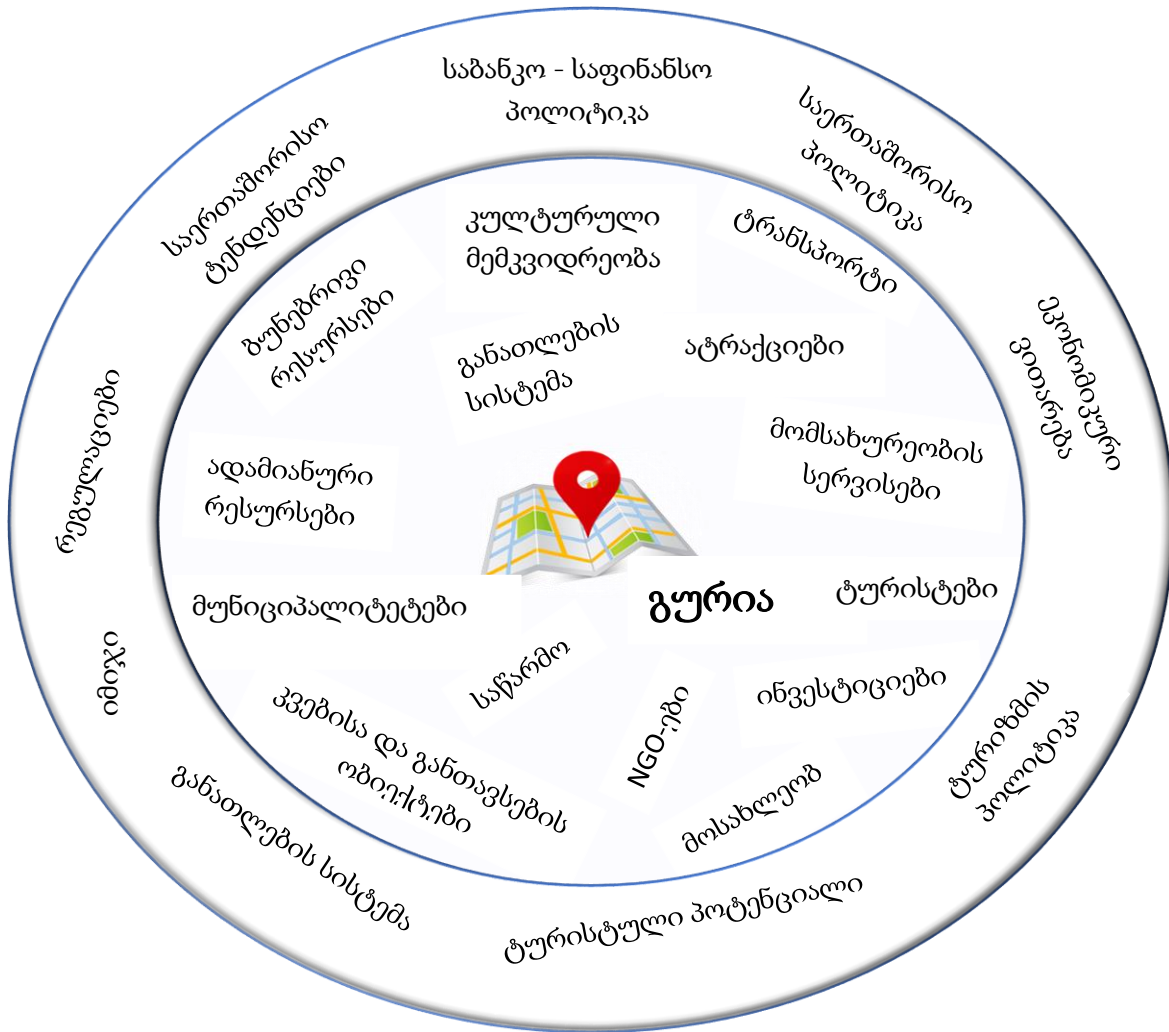 საბანკო - საფინანსო
პოლიტიკა
საერთაშორისო
პოლიტიკა
საერთაშორისო
ტენდენციები
ეკონომიკური
ვითარება
რეგულაციები
იმიჯი
ტურიზმის
პოლიტიკა
განათლების სისტემა
ტურისტული პოტენციალი
კულტურული
მემკვიდრეობა
ტრანსპორტი
ბუნებრივი
რესურსები
განათლების
სისტემა
ატრაქციები
მომსახურეობის
სერვისები
ადამიანური
რესურსები
მუნიციპალიტეტები
გურია
ტურისტები
საწარმო
ინვესტიციები
NGO-ები
კვებისა და განთავსების
ობიექტები
მოსახლეობ